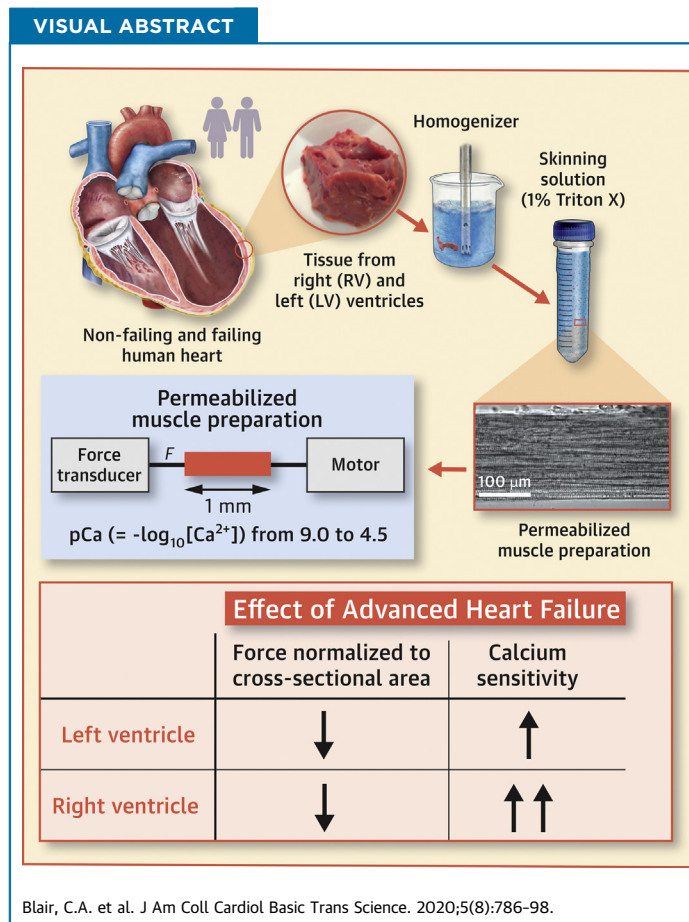 VISUAL ABSTRACT
Homogenizer
Skinning
solution
(1% Triton X)
Tissue from
right (RV) and
left (LV) ventricles
Non-failing and failing
human heart
Permeabilized
muscle preparation
Force
transducer
F
Motor
1 mm
pCa (= -log₁₀[Ca²⁺]) from 9.0 to 4.5
100 µm
Permeabilized
muscle preparation
Effect of Advanced Heart Failure
Force normalized to
cross-sectional area
Calcium
sensitivity
Left ventricle
Right ventricle
Blair, C.A. et al. J Am Coll Cardiol Basic Trans Science. 2020;5(8):786–98.